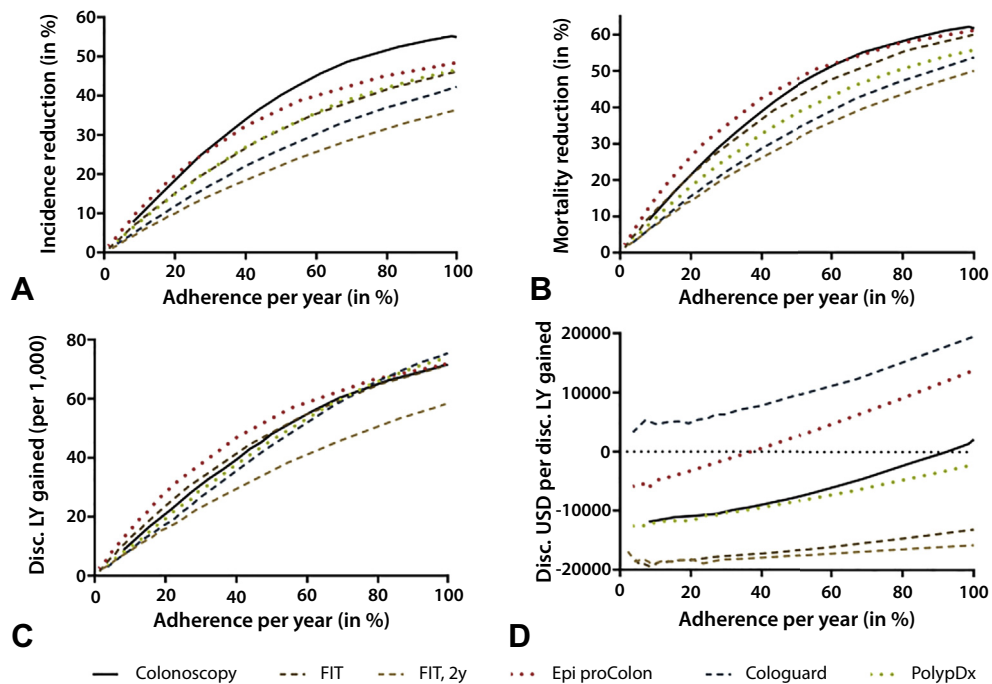 A
Incidence reduction (in %)
60
50
40
30
20
10
0
0 20 40 60 80 100
Adherence per year (in %)
B
Mortality reduction (in %)
60
50
40
30
20
10
0
0 20 40 60 80 100
Adherence per year (in %)
C
Disc. LY gained (per 1,000)
80
60
40
20
0
0 20 40 60 80 100
Adherence per year (in %)
D
Disc. USD per disc. LY gained
20000
10000
0
-10000
-20000
0 20 40 60 80 100
Adherence per year (in %)
Colonoscopy FIT FIT, 2y Epi proColon Cologuard PolypDx